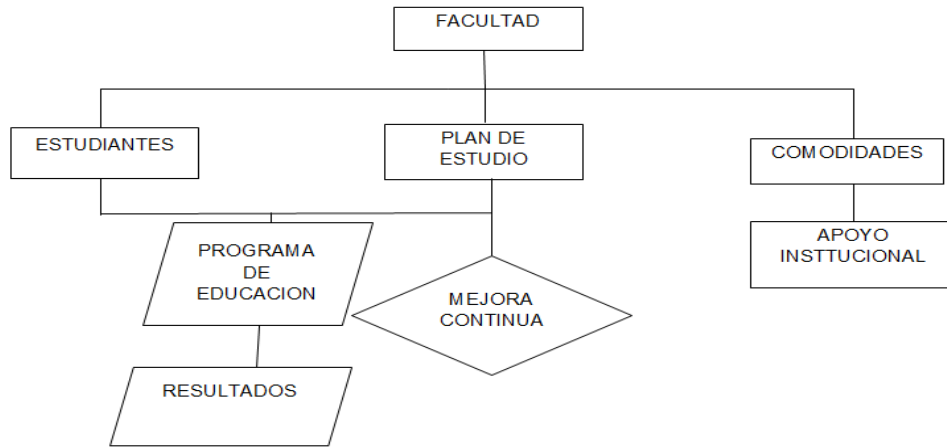 FACULTAD
ESTUDIANTES
PLAN DE
ESTUDIO
COMODIDADES
PROGRAMA
DE
EDUCACION
MEJORA
CONTINUA
APOYO
INSTTUCIONAL
RESULTADOS